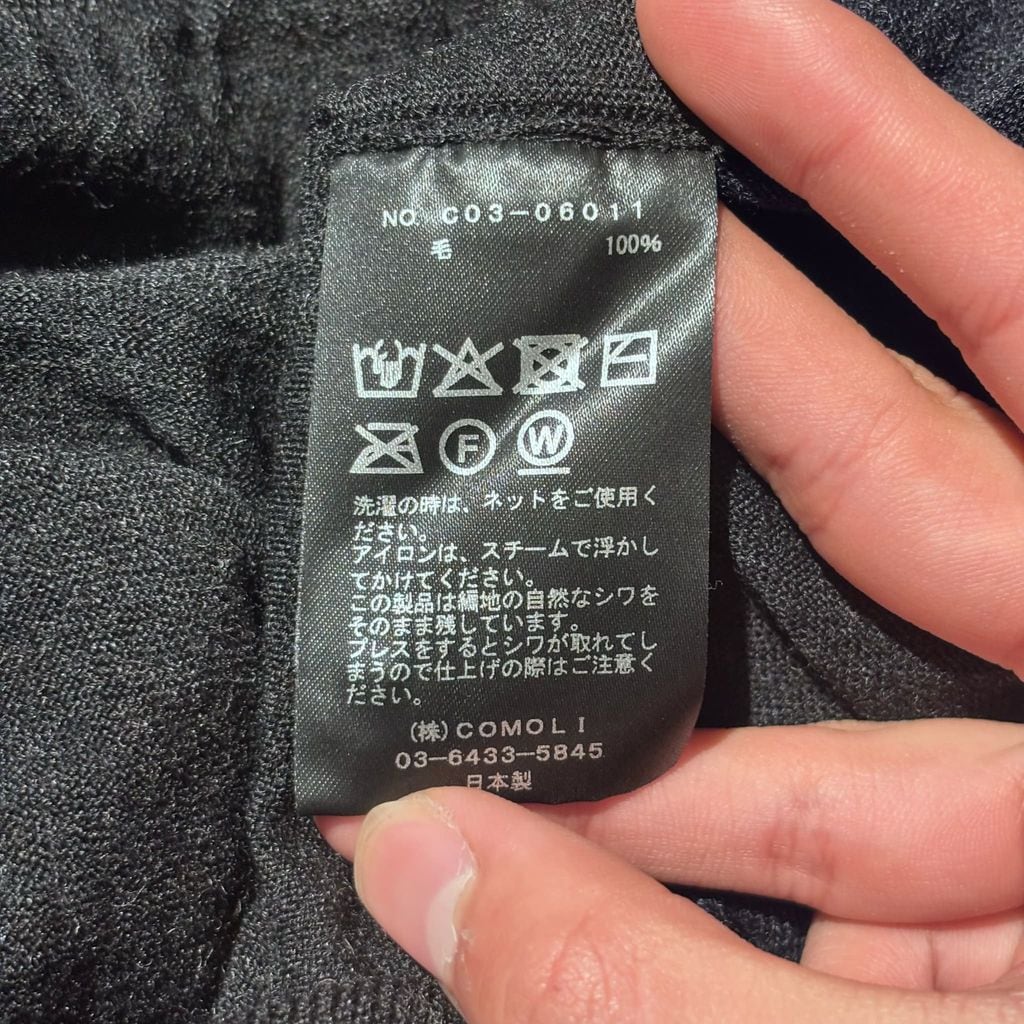 NO. C03-06011
毛 100%
F W
洗濯の時は、ネットをご使用く
ださい。
アイロンは、スチームで浮かし
てかけてください。
この製品は編地の自然なシワを
そのまま残しています。
プレスをするとシワが取れてし
まうので仕上げの際はご注意く
ださい。
(株)COMOLI
03-6433-5845
日本製